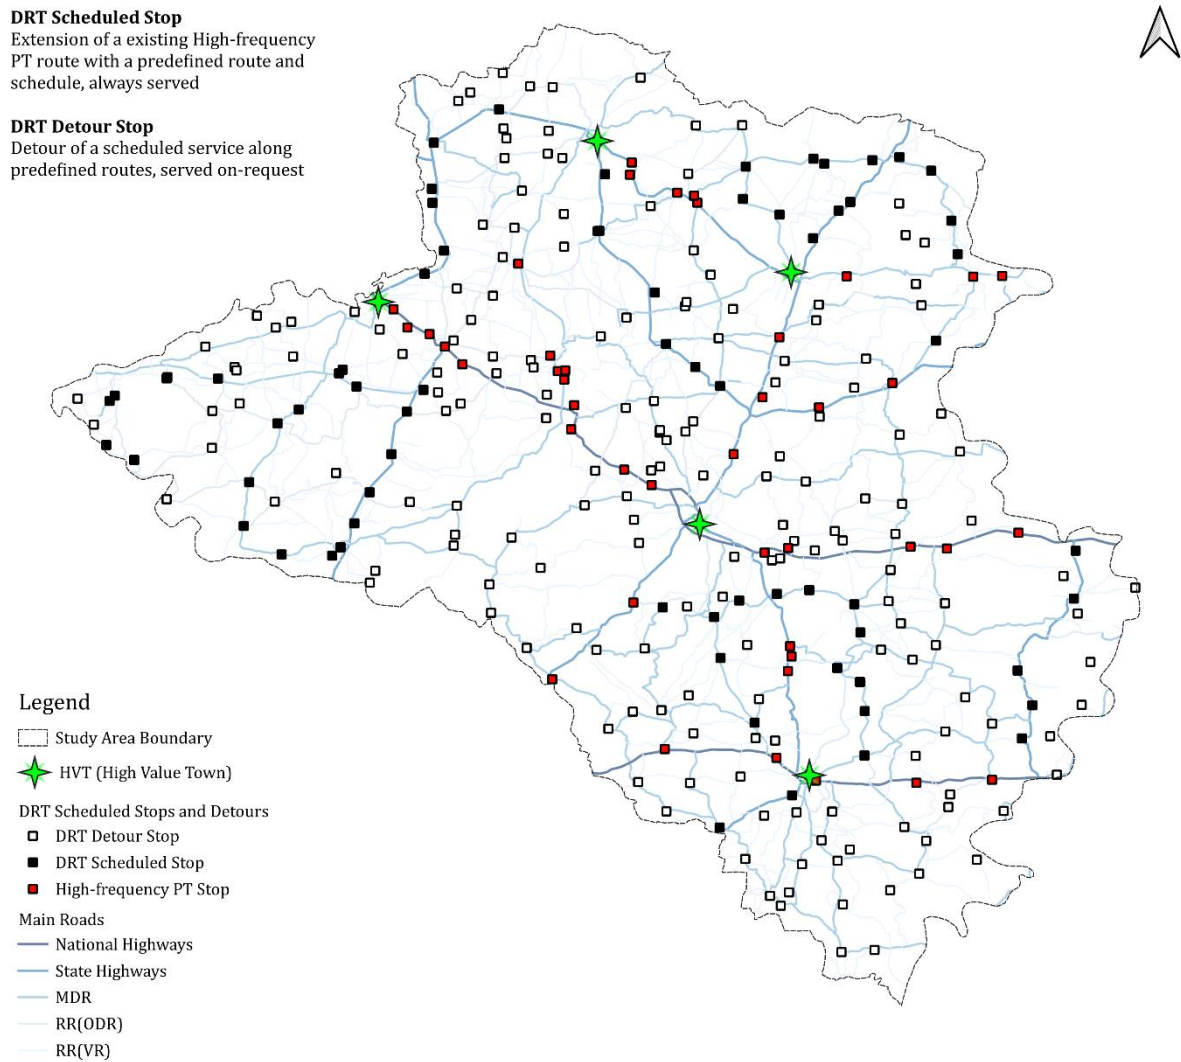 DRT Scheduled Stop
Extension of a existing High-frequency
PT route with a predefined route and
schedule, always served
DRT Detour Stop
Detour of a scheduled service along
predefined routes, served on-request
Legend
Study Area Boundary
HVT (High Value Town)
DRT Scheduled Stops and Detours
DRT Detour Stop
DRT Scheduled Stop
High-frequency PT Stop
Main Roads
National Highways
State Highways
MDR
RR(ODR)
RR(VR)